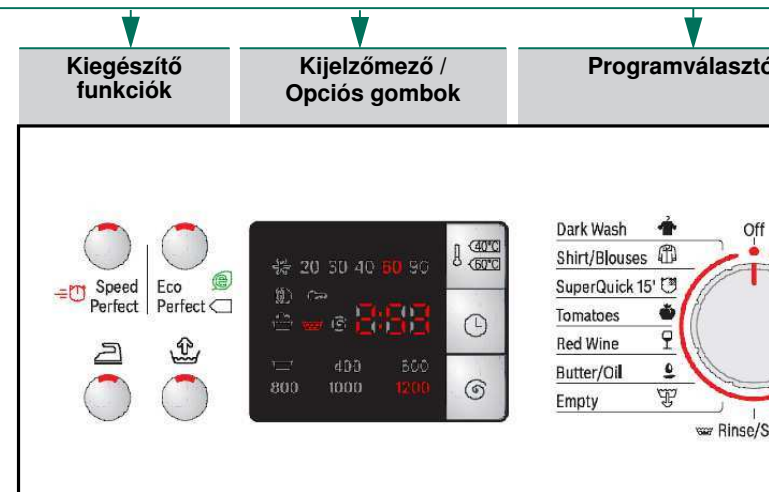 Kiegészítő
funkciók
Kijelzőmező /
Opciós gombok
Programválasztó
Speed
Perfect
Eco
Perfect
20 30 40 60 90
400 600
800 1000 1200
40°C
60°C
Dark Wash
Shirt/Blouses
SuperQuick 15'
Tomatoes
Red Wine
Butter/Oil
Empty
Off
Rinse/S